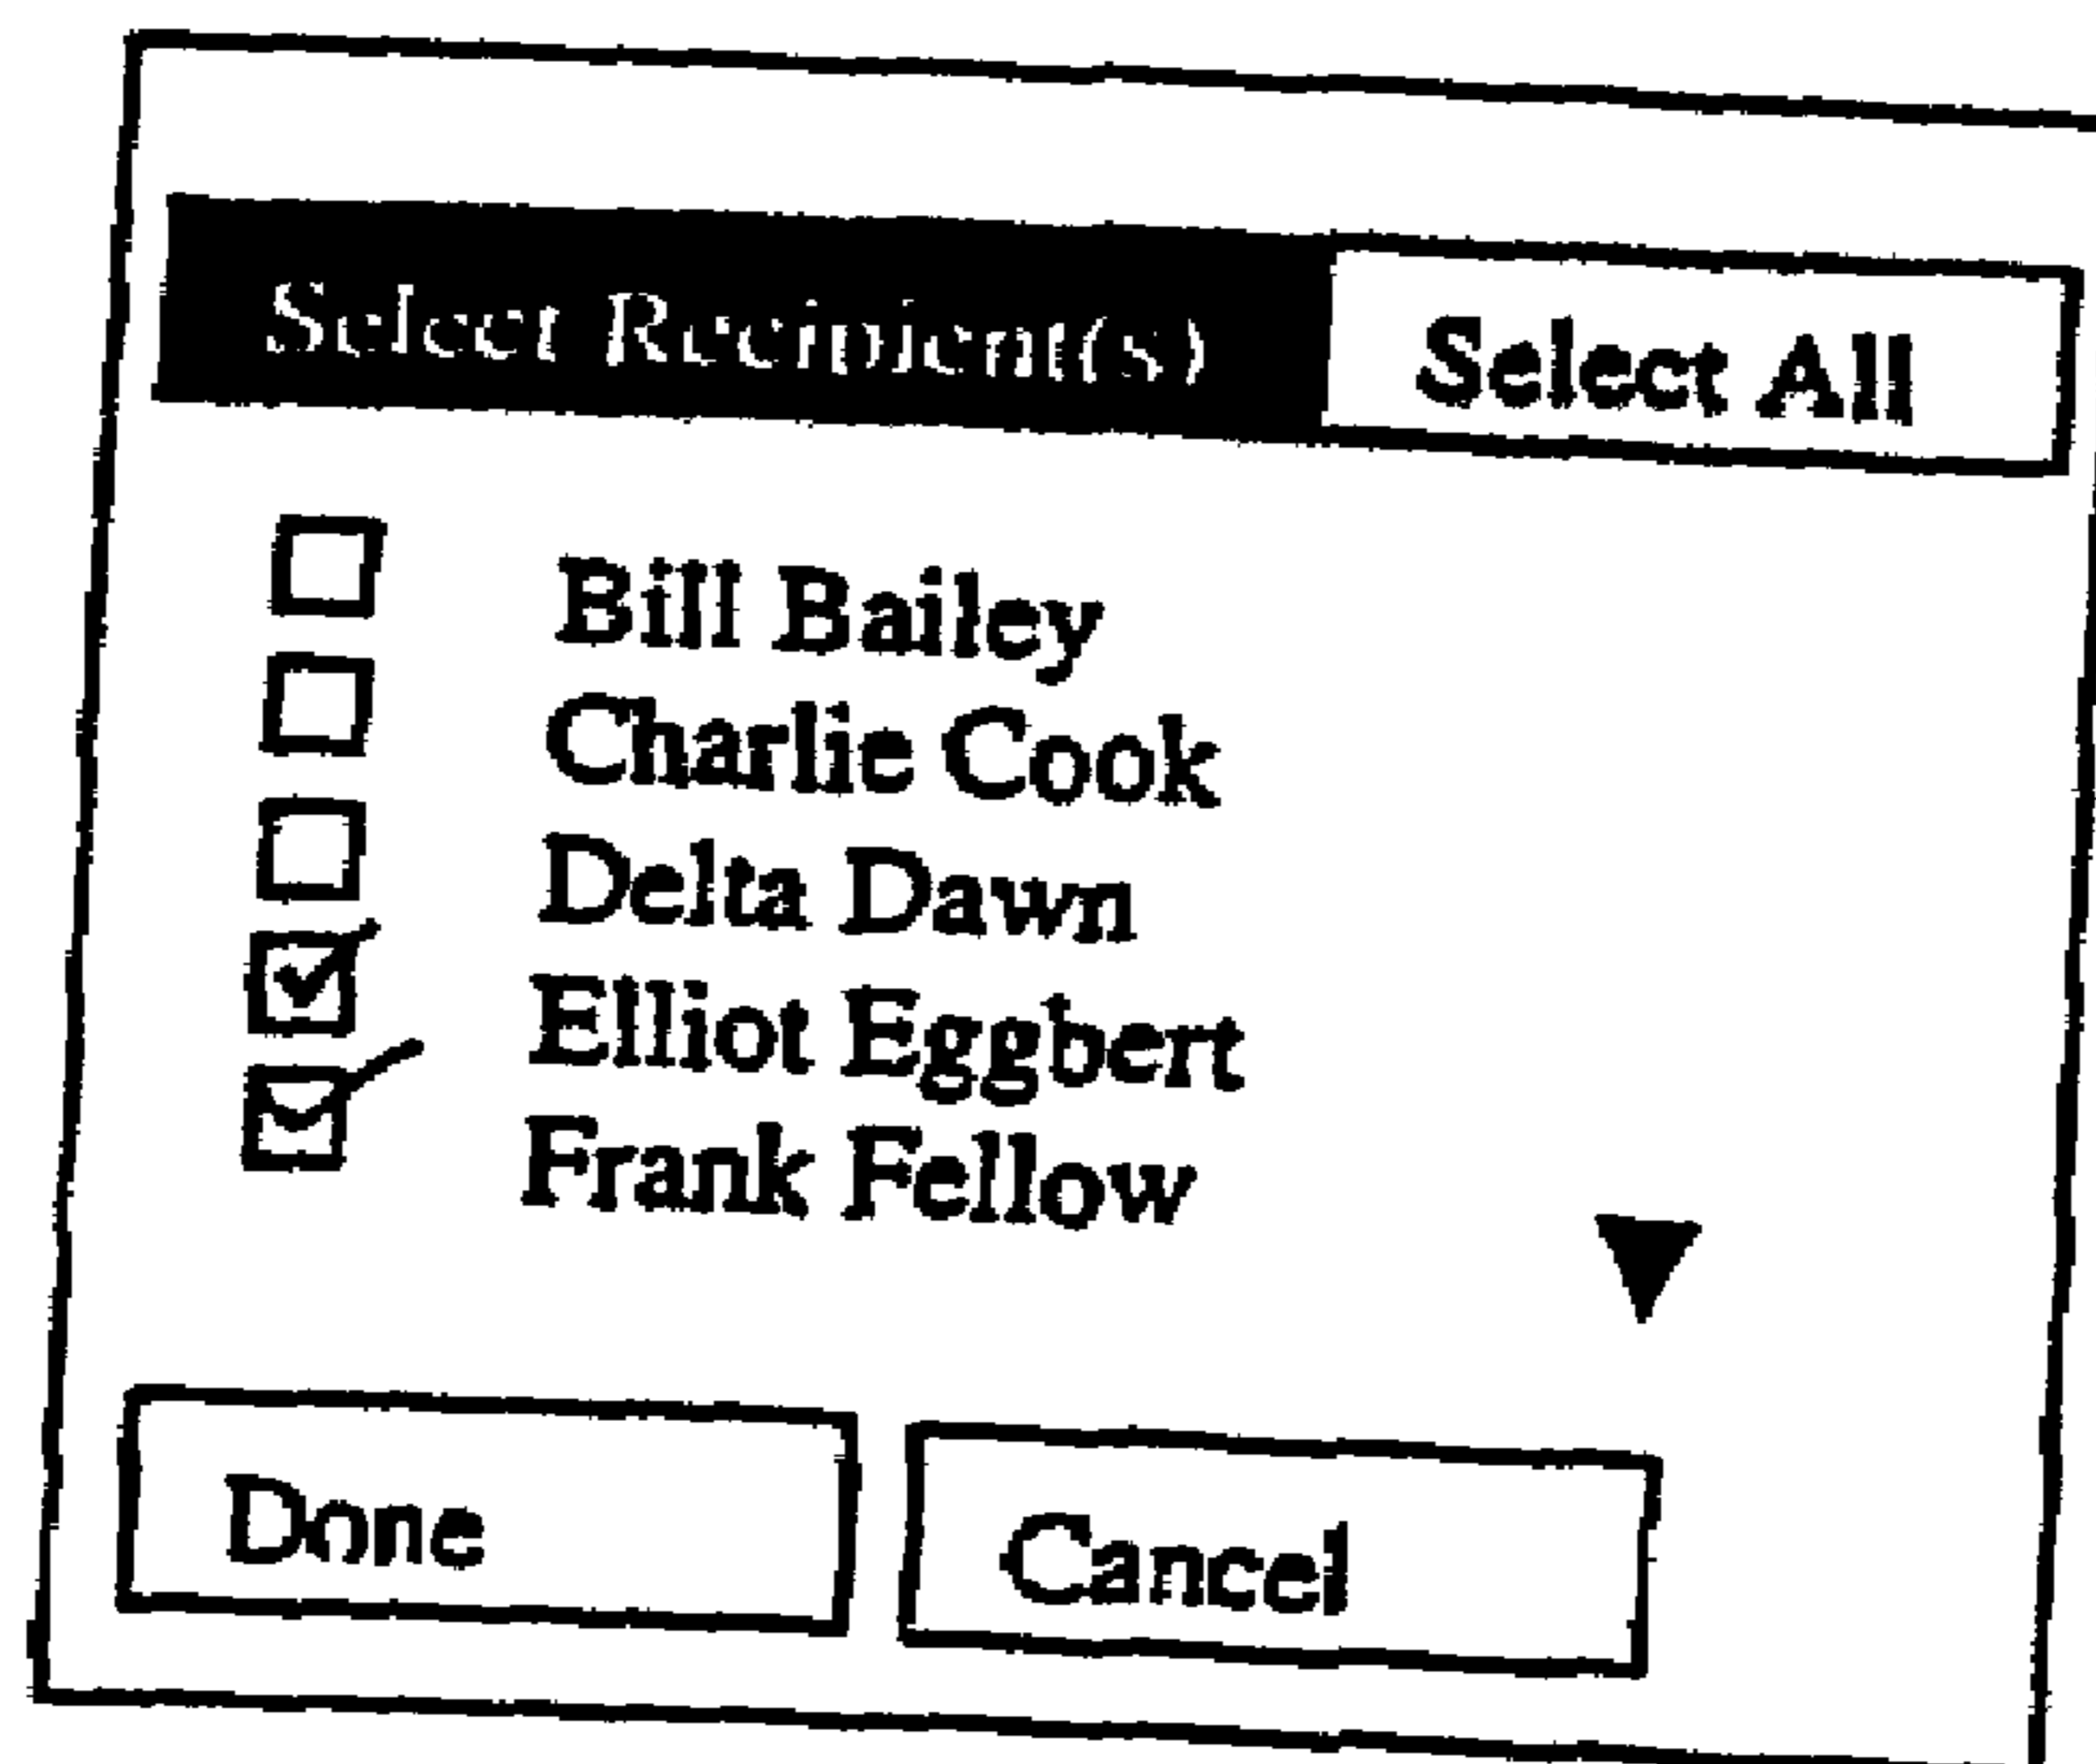 Select Recipient(s) Select All
Bill Bailey
Charlie Cook
Delta Dawn
Elliot Eggbert
Frank Fellow
Done Cancel